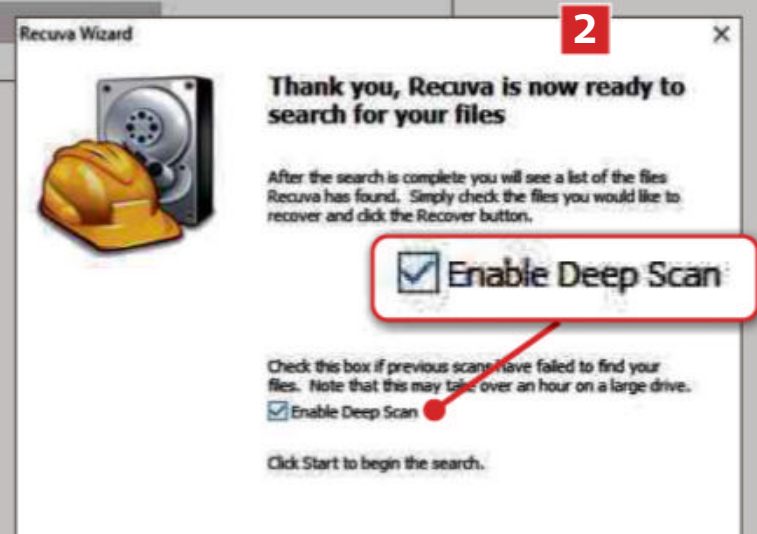 Recuva Wizard
2
Thank you, Recuva is now ready to
search for your files
After the search is complete you will see a list of the files
Recuva has found. Simply check the files you would like to
recover and click the Recover button.
Enable Deep Scan
Check this box if previous scans have failed to find your
files. Note that this may take over an hour on a large drive.
Enable Deep Scan
Click Start to begin the search.